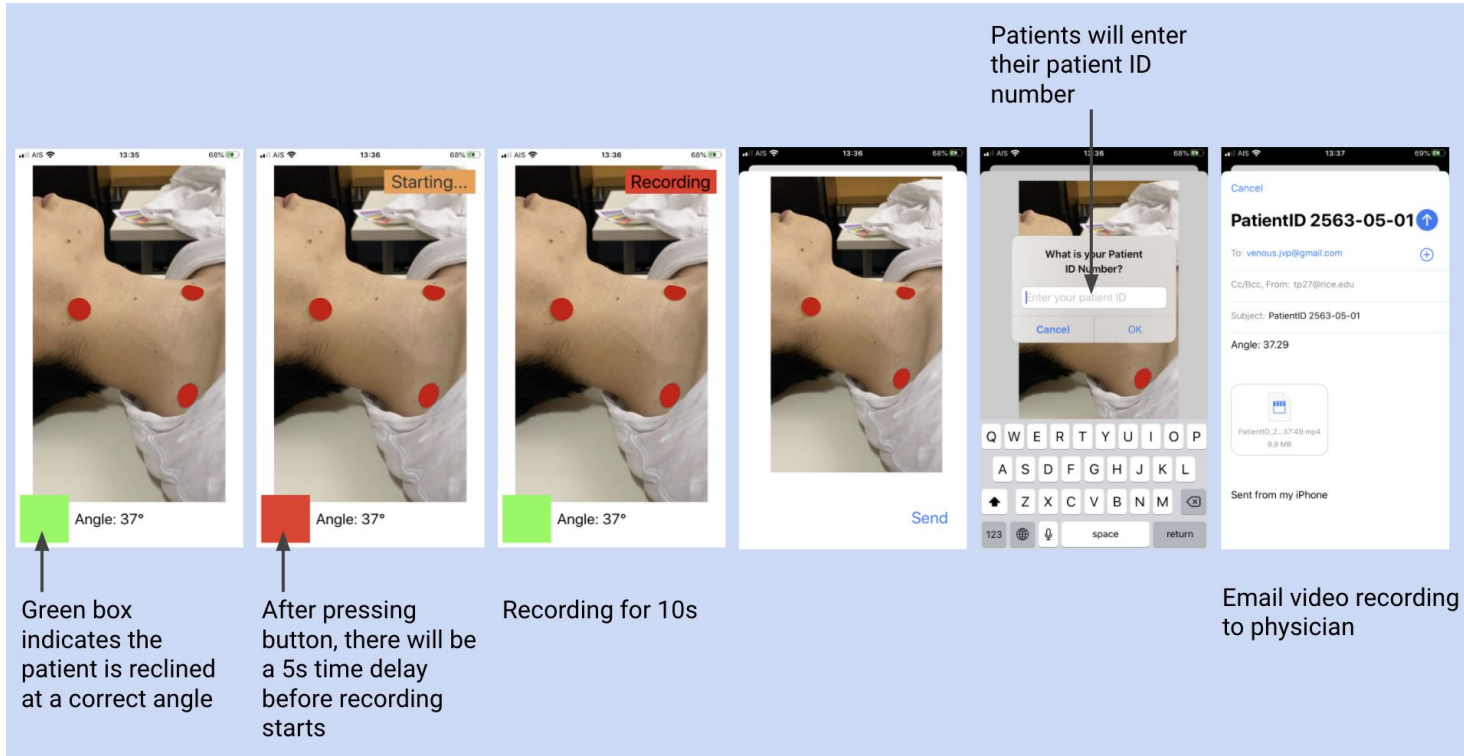 Patients will enter
their patient ID
number
AIS 13:35 68%
Angle: 37°
Green box
indicates the
patient is reclined
at a correct angle
AIS 13:36 68%
Starting...
Angle: 37°
After pressing
button, there will be
a 5s time delay
before recording
starts
AIS 13:36 68%
Recording
Angle: 37°
Recording for 10s
AIS 13:36 68%
Send
AIS 13:36 68%
What is your Patient
ID Number?
Enter your patient ID
Cancel OK
Q W E R T Y U I O P
A S D F G H J K L
Z X C V B N M
123 space return
AIS 13:37 69%
Cancel
PatientID 2563-05-01
To: venous.jvp@gmail.com
Cc/Bcc, From: tp27@rice.edu
Subject: PatientID 2563-05-01
Angle: 37.29
PatientID_2...37:49.mp4
9.9 MB
Sent from my iPhone
Email video recording
to physician